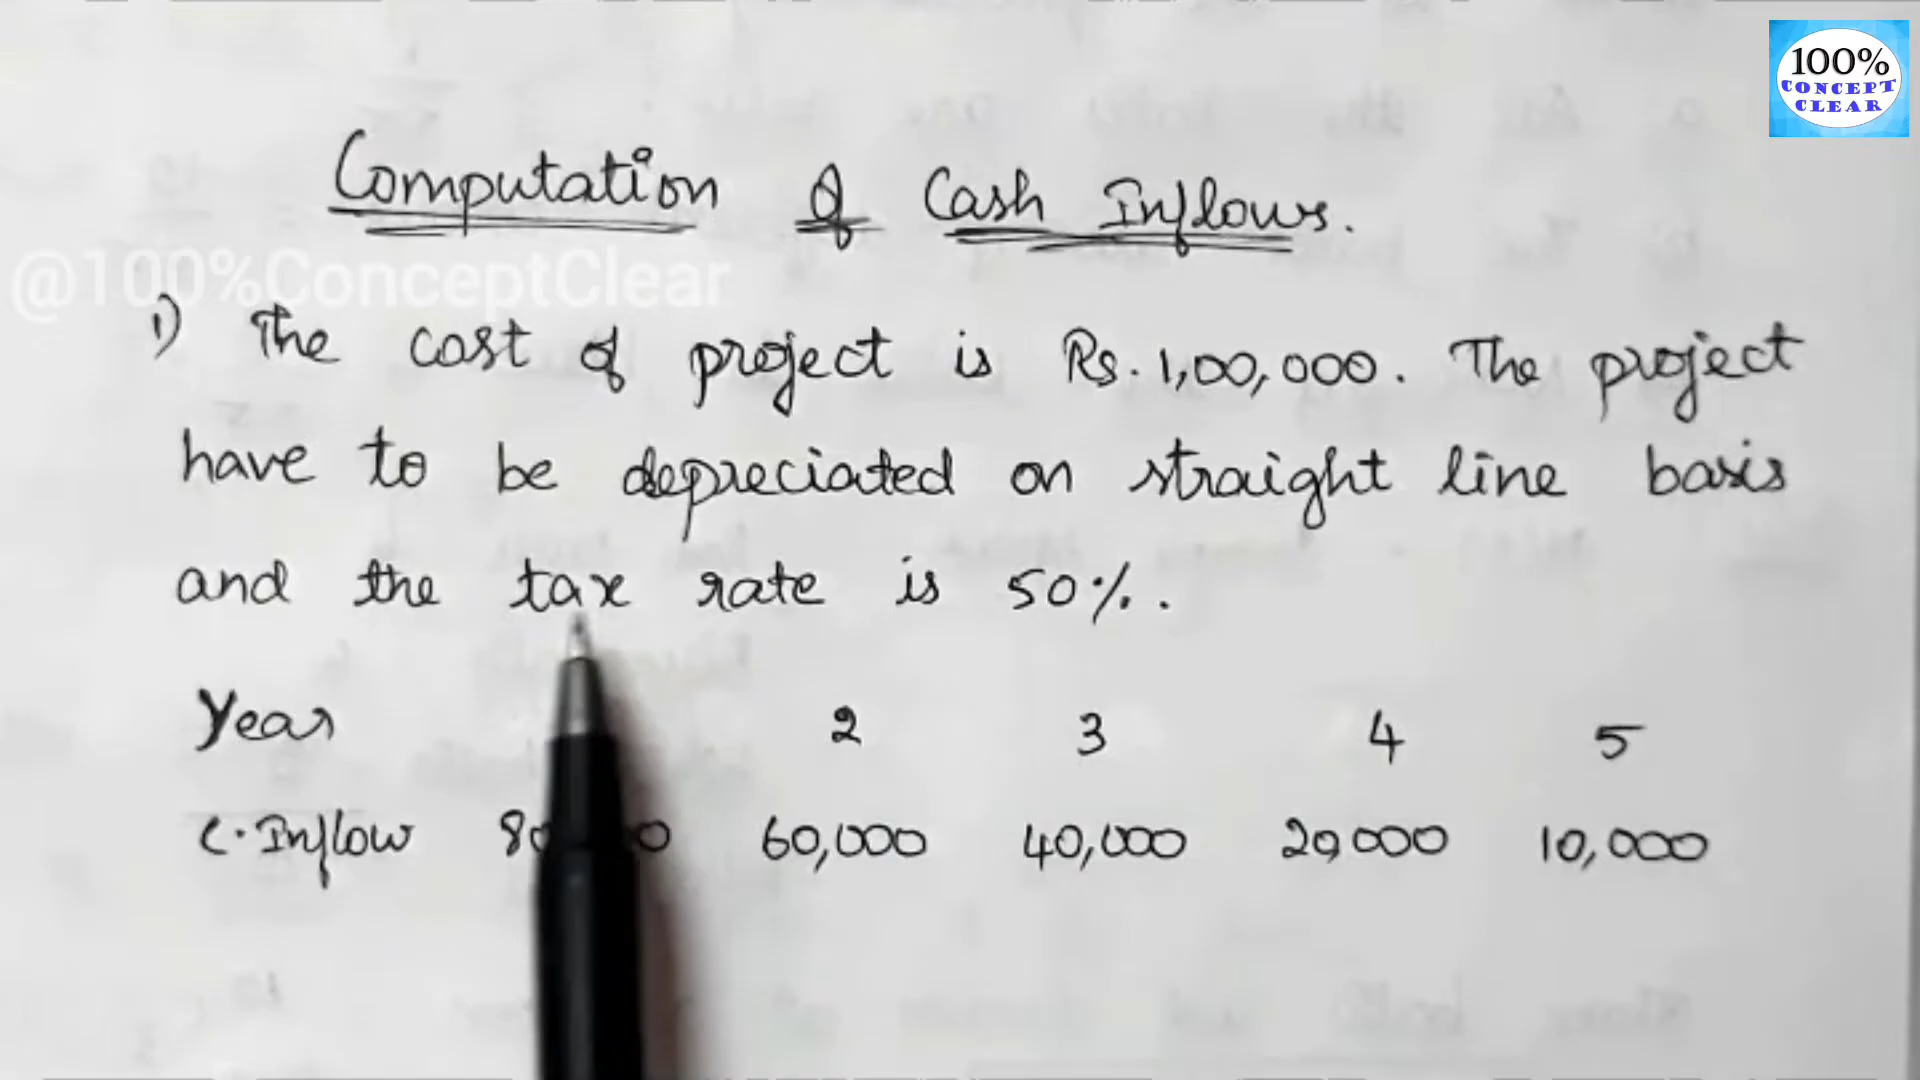 100%
CONCEPT
CLEAR
Computation of Cash Inflows.
@100%ConceptClear
1) The cost of project is Rs. 1,00,000. The project
have to be depreciated on straight line basis
and the tax rate is 50%.
Year 2 3 4 5
C.Inflow 60,000 40,000 20,000 10,000